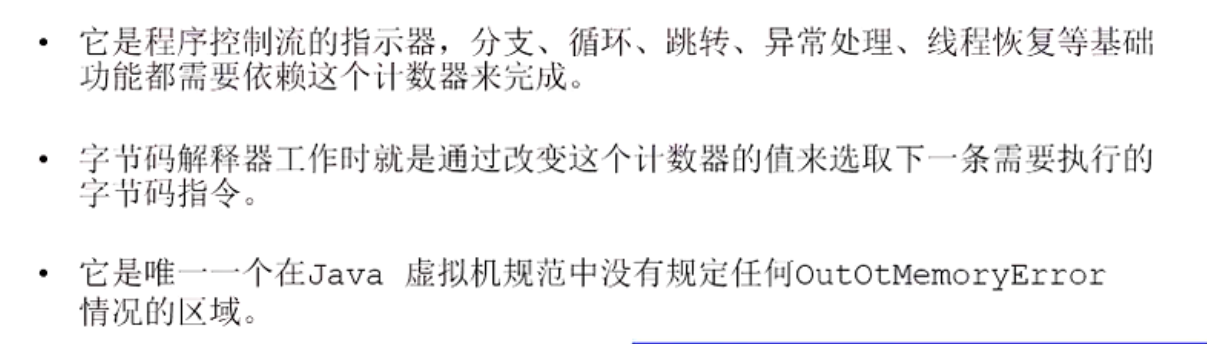 • 它是程序控制流的指示器，分支、循环、跳转、异常处理、线程恢复等基础
功能都需要依赖这个计数器来完成。
• 字节码解释器工作时就是通过改变这个计数器的值来选取下一条需要执行的
字节码指令。
• 它是唯一一个在Java 虚拟机规范中没有规定任何OutOtMemoryError
情况的区域。